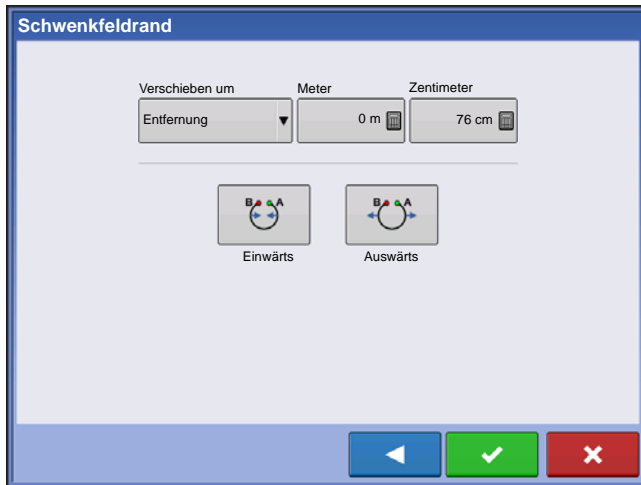 Schwenkfeldrand
Verschieben um Meter Zentimeter
Entfernung 0 m 76 cm
B A B A
Einwärts Auswärts